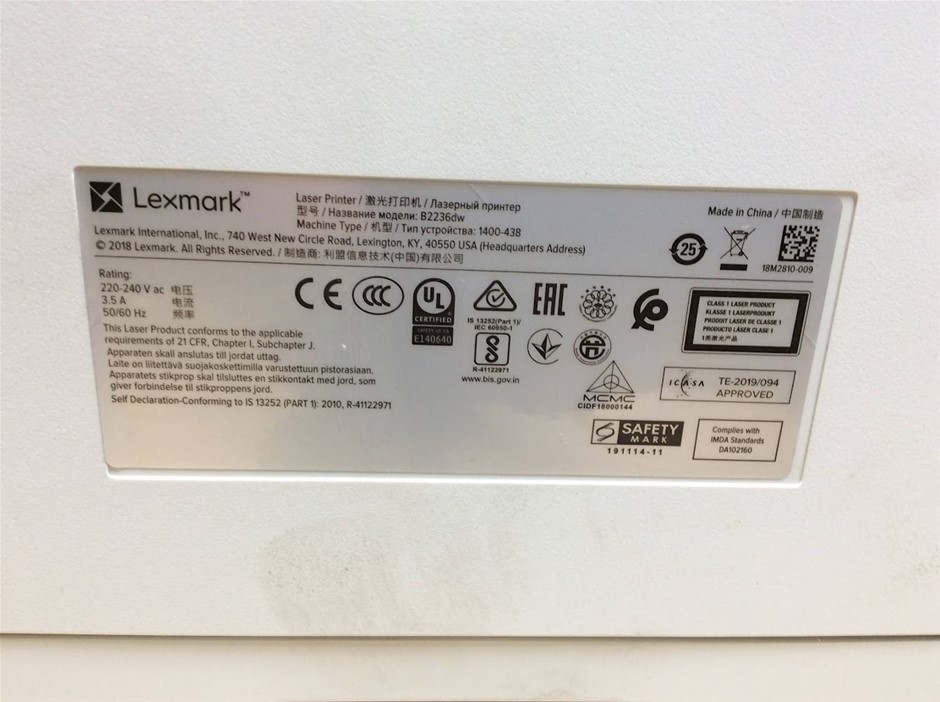 Lexmark™
Laser Printer / 激光打印机 / Лазерный принтер
型号 / Название модели: B2236dw
Machine Type / 机型 / Тип устройства: 1400-438
Made in China / 中国制造
Lexmark International, Inc., 740 West New Circle Road, Lexington, KY, 40550 USA (Headquarters Address)
© 2018 Lexmark. All Rights Reserved. / 制造商: 利盟信息技术(中国)有限公司
25
18M2810-009
Rating:
220-240 V ac 电压
3.5 A 电流
50/60 Hz 频率
This Laser Product conforms to the applicable
requirements of 21 CFR, Chapter I, Subchapter J.
Apparaten skall anslutas till jordat uttag.
Laite on liitettävä suojakoskettimilla varustettuun pistorasiaan.
Apparatets stikprop skal tilsluttes en stikkontakt med jord, som
giver forbindelse til stikproppens jord.
Self Declaration-Conforming to IS 13252 (PART 1): 2010, R-41122971
CE
CCC
UL
CERTIFIED
E140640
IS 13252(Part 1)/
IEC 60950-1
R-41122971
www.bis.gov.in
EAC
CLASS 1 LASER PRODUCT
KLASSE 1 LASERPRODUKT
PRODUIT LASER DE CLASSE 1
PRODUCTO LÁSER CLASE 1
1类激光产品
MCMC
CIDF18000144
ICASA
TE-2019/094
APPROVED
SAFETY
MARK
191114-11
Complies with
IMDA Standards
DA102160